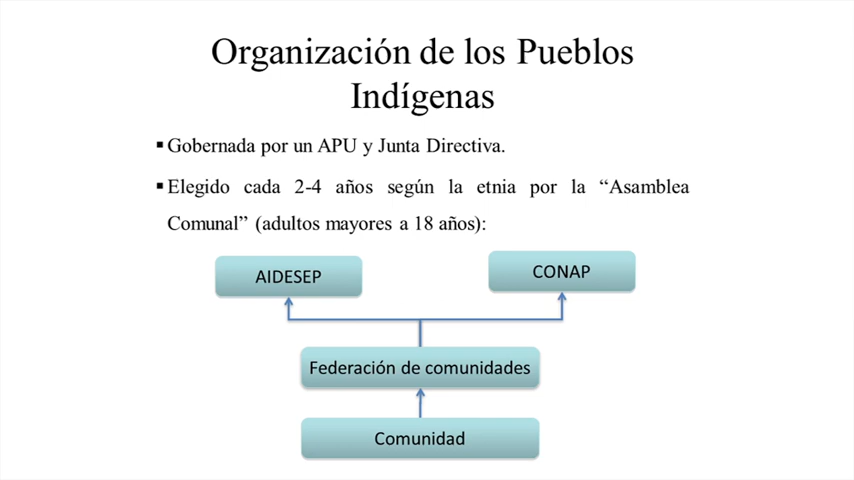 Organización de los Pueblos
Indígenas
▪ Gobernada por un APU y Junta Directiva.
▪ Elegido cada 2-4 años según la etnia por la “Asamblea
Comunal” (adultos mayores a 18 años):
AIDESEP
CONAP
Federación de comunidades
Comunidad